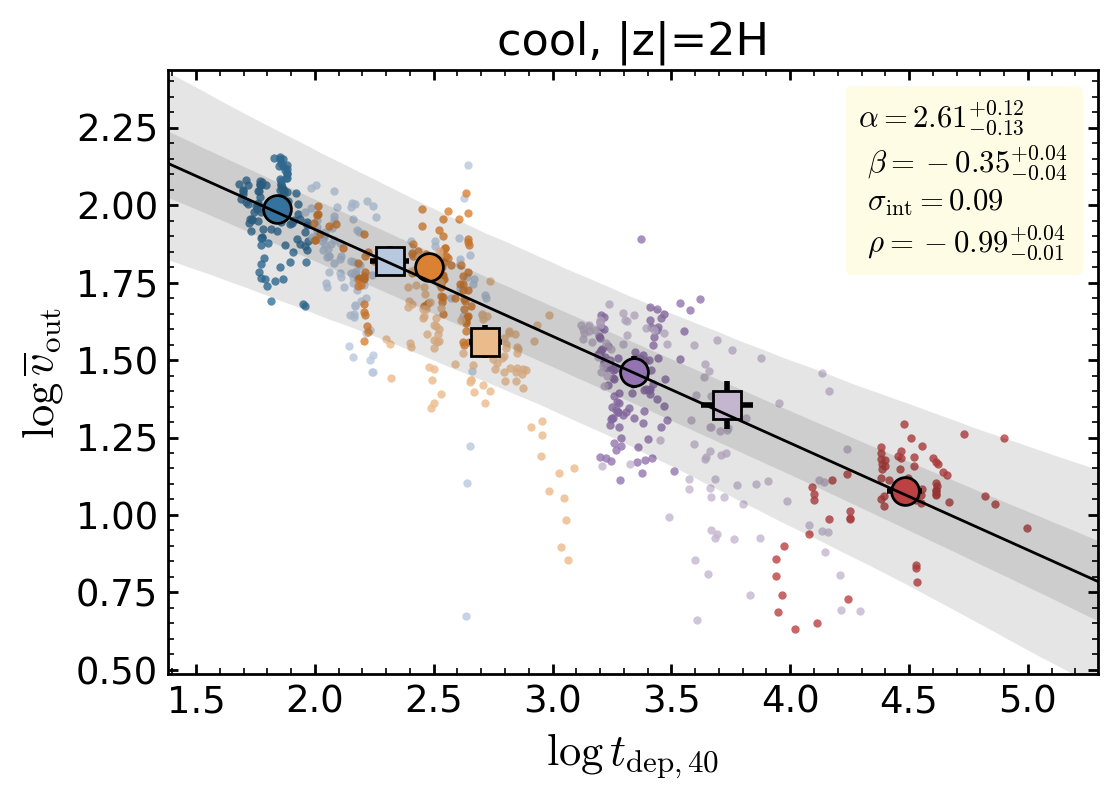 cool, |z|=2H
α = 2.61 +0.12 −0.13
β = −0.35 +0.04 −0.04
σint = 0.09
ρ = −0.99 +0.04 −0.01
2.25
2.00
1.75
1.50
1.25
1.00
0.75
0.50
log v̅out
1.5 2.0 2.5 3.0 3.5 4.0 4.5 5.0
log tdep, 40